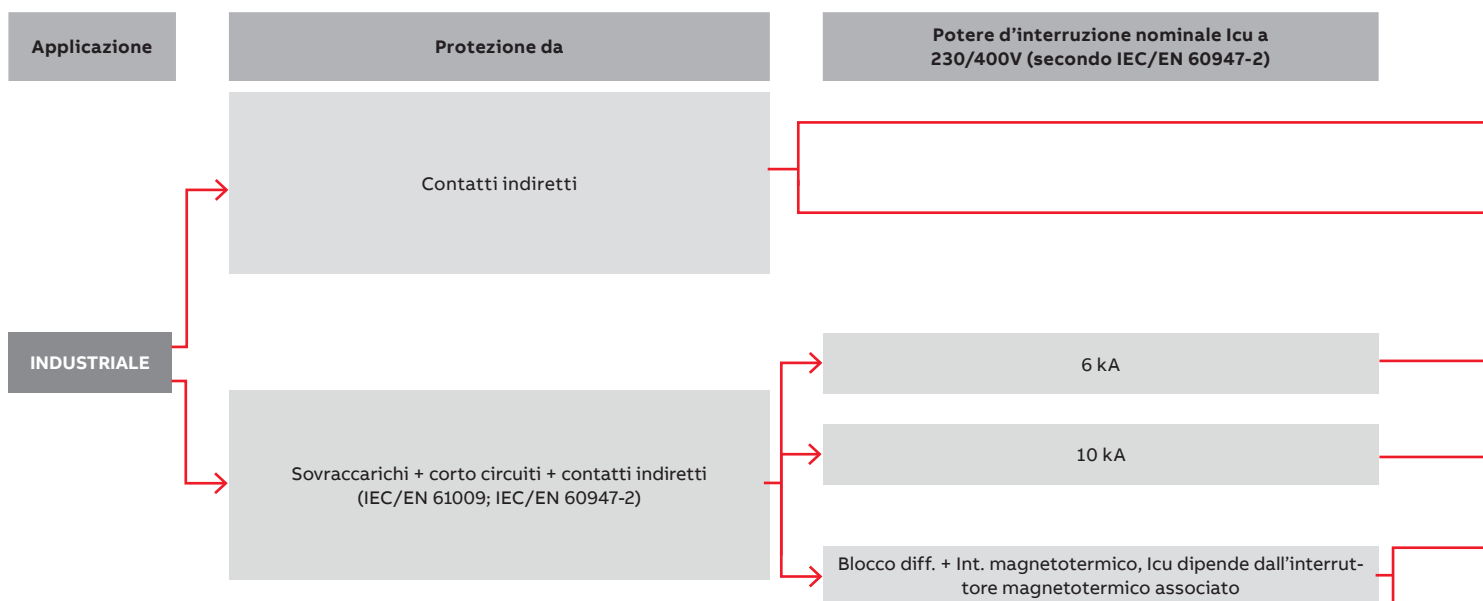 Applicazione
Protezione da
Potere d’interruzione nominale Icu a
230/400V (secondo IEC/EN 60947-2)
Contatti indiretti
INDUSTRIALE
6 kA
10 kA
Sovraccarichi + corto circuiti + contatti indiretti
(IEC/EN 61009; IEC/EN 60947-2)
Blocco diff. + Int. magnetotermico, Icu dipende dall’interrut-
tore magnetotermico associato